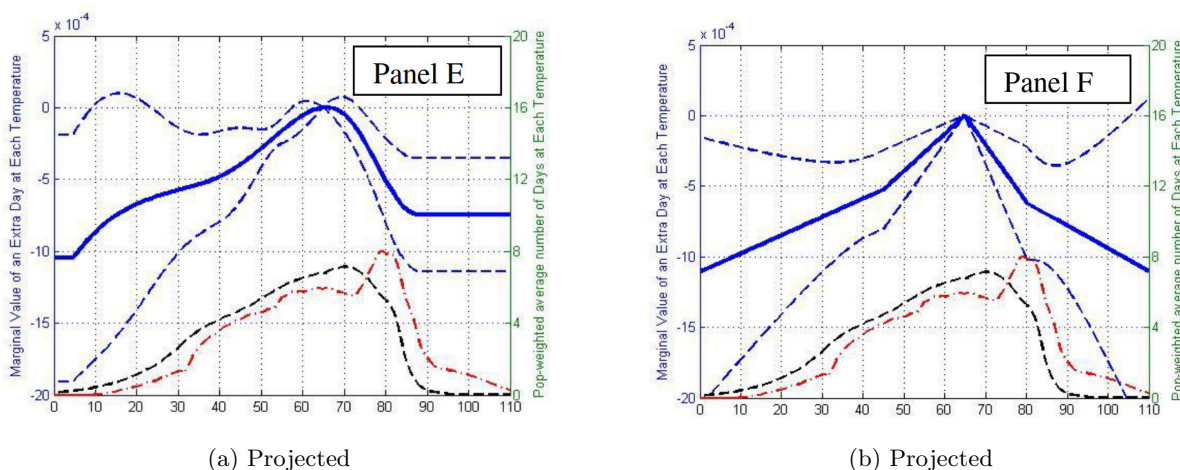 x 10⁻⁴
Panel E
Marginal Value of an Extra Day at Each Temperature
5
0
-5
-10
-15
-20
0 10 20 30 40 50 60 70 80 90 100 110
20
16
12
8
4
0
Pop-weighted average number of Days at Each Temperature
(a) Projected
x 10⁻⁴
Panel F
Marginal Value of an Extra Day at Each Temperature
5
0
-5
-10
-15
-20
0 10 20 30 40 50 60 70 80 90 100 110
20
16
12
8
4
0
Pop-weighted average number of Days at Each Temperature
(b) Projected